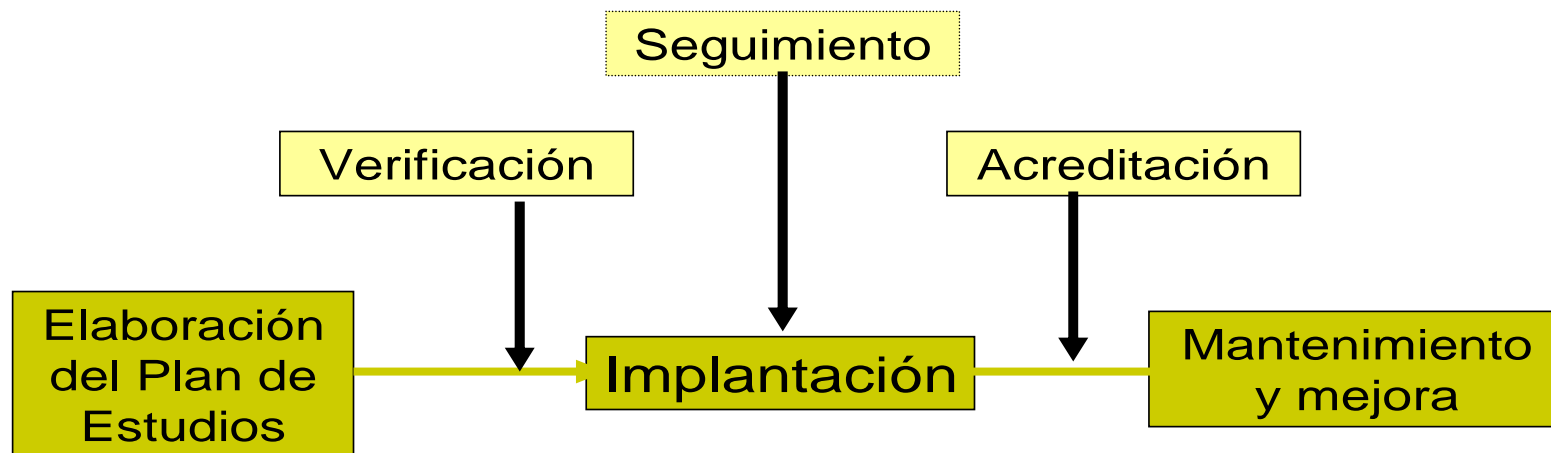 Seguimiento
Verificación
Acreditación
Elaboración
del Plan de
Estudios
Implantación
Mantenimiento
y mejora